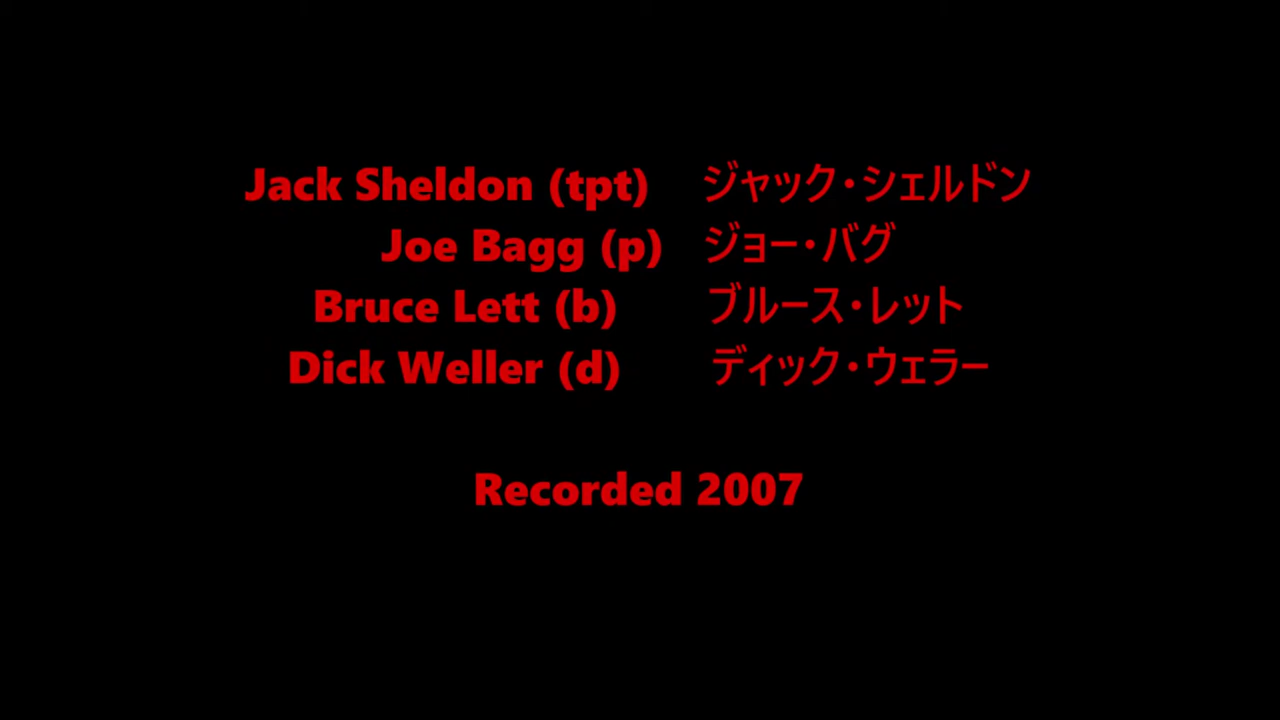 Jack Sheldon (tpt) ジャック・シェルドン
Joe Bagg (p) ジョー・バグ
Bruce Lett (b) ブルース・レット
Dick Weller (d) ディック・ウェラー
Recorded 2007